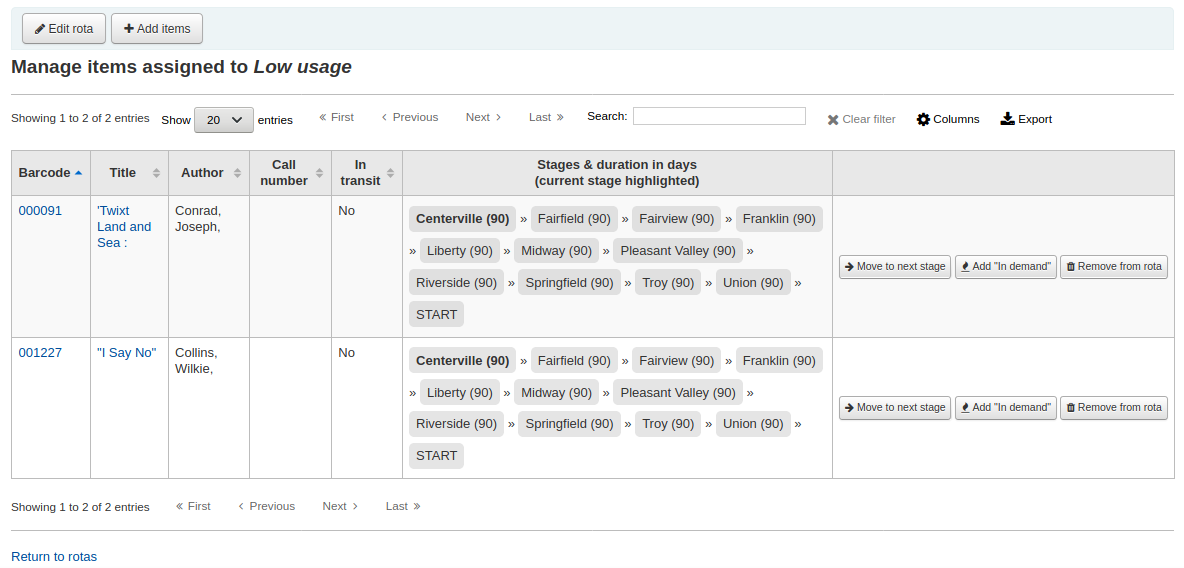 Edit rota Add items
Manage items assigned to Low usage
Showing 1 to 2 of 2 entries Show 20 entries « First ‹ Previous Next › Last » Search: Clear filter Columns Export
Barcode Title Author Call number In transit Stages & duration in days (current stage highlighted)
000091 'Twixt Land and Sea : Conrad, Joseph, No
Centerville (90) » Fairfield (90) » Fairview (90) » Franklin (90)
» Liberty (90) » Midway (90) » Pleasant Valley (90) »
Riverside (90) » Springfield (90) » Troy (90) » Union (90) »
START
Move to next stage Add "In demand" Remove from rota
001227 "I Say No" Collins, Wilkie, No
Centerville (90) » Fairfield (90) » Fairview (90) » Franklin (90)
» Liberty (90) » Midway (90) » Pleasant Valley (90) »
Riverside (90) » Springfield (90) » Troy (90) » Union (90) »
START
Move to next stage Add "In demand" Remove from rota
Showing 1 to 2 of 2 entries « First ‹ Previous Next › Last »
Return to rotas